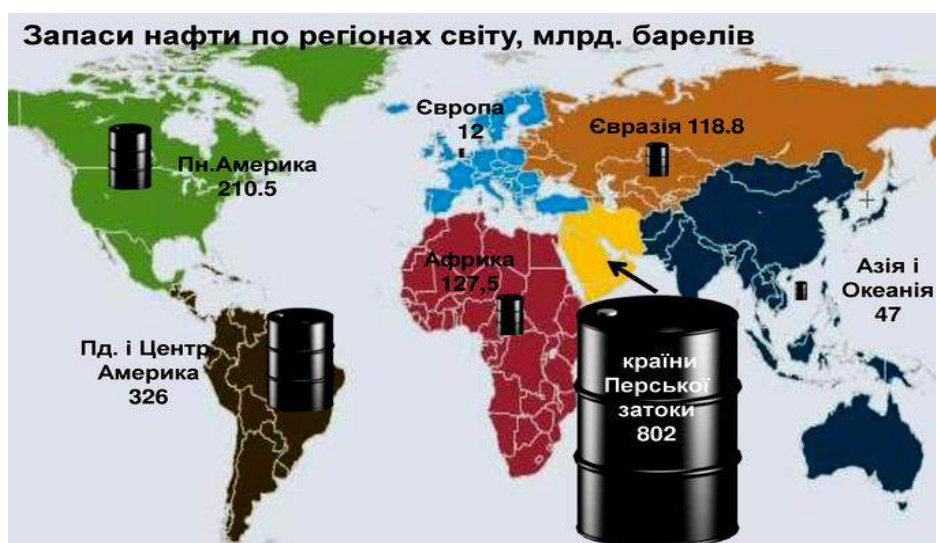 Запаси нафти по регіонах світу, млрд. барелів
Європа
12
Євразія 118.8
Пн.Америка
210.5
Африка
127,5
Азія і
Океанія
47
Пд. і Центр
Америка
326
країни
Перської
затоки
802